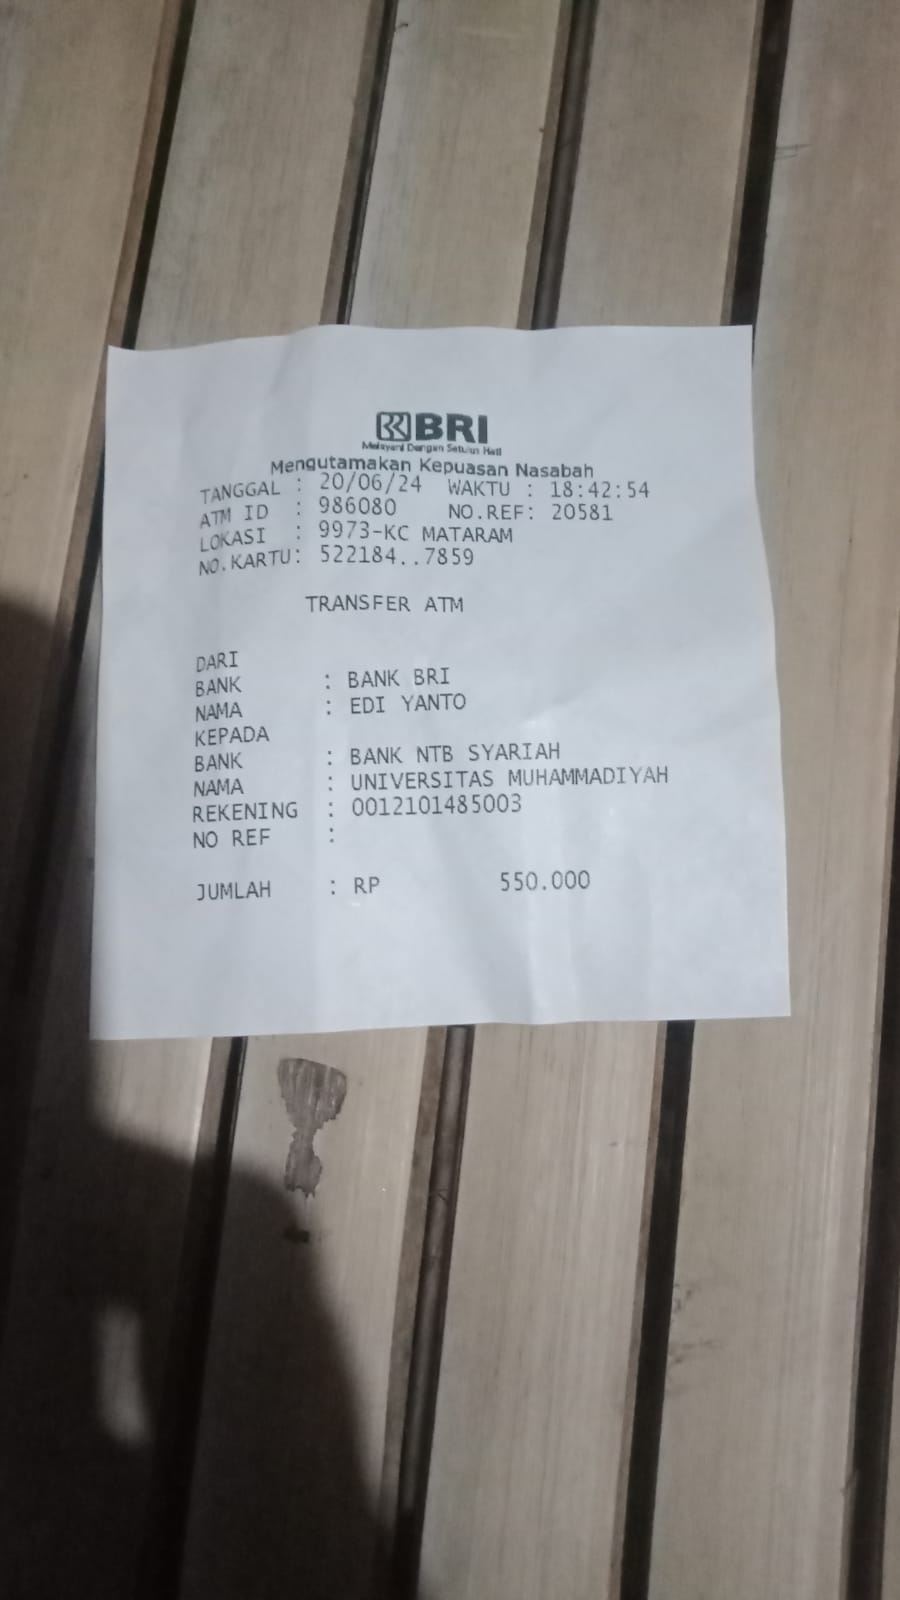 BRI
Melayani Dengan Setulus Hati
Mengutamakan Kepuasan Nasabah
TANGGAL : 20/06/24 WAKTU : 18:42:54
ATM ID : 986080 NO.REF: 20581
LOKASI : 9973-KC MATARAM
NO.KARTU: 522184..7859
TRANSFER ATM
DARI
BANK : BANK BRI
NAMA : EDI YANTO
KEPADA
BANK : BANK NTB SYARIAH
NAMA : UNIVERSITAS MUHAMMADIYAH
REKENING : 0012101485003
NO REF :
JUMLAH : RP 550.000